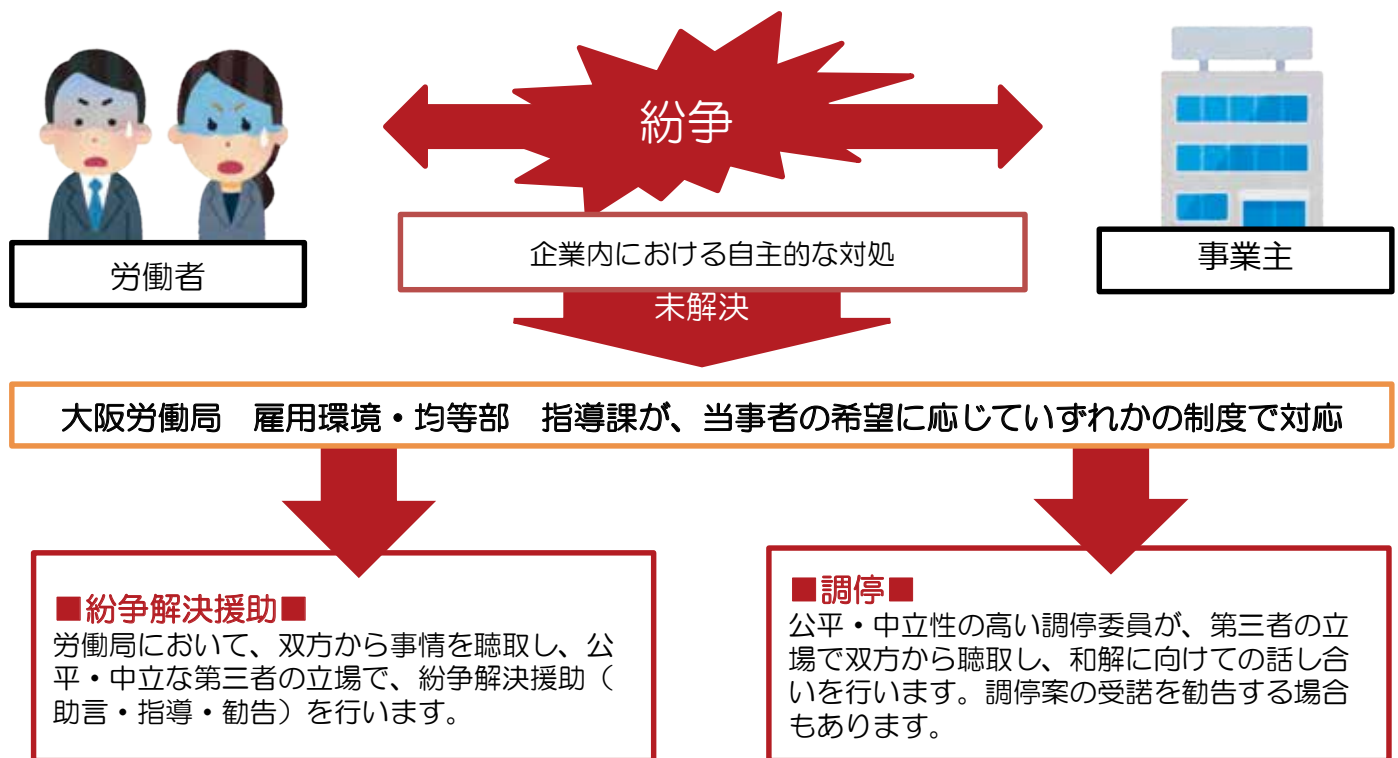 紛争
労働者
企業内における自主的な対処
事業主
未解決
大阪労働局　雇用環境・均等部　指導課が、当事者の希望に応じていずれかの制度で対応
■紛争解決援助■
労働局において、双方から事情を聴取し、公
平・中立な第三者の立場で、紛争解決援助（
助言・指導・勧告）を行います。
■調停■
公平・中立性の高い調停委員が、第三者の立
場で双方から聴取し、和解に向けての話し合
いを行います。調停案の受諾を勧告する場合
もあります。